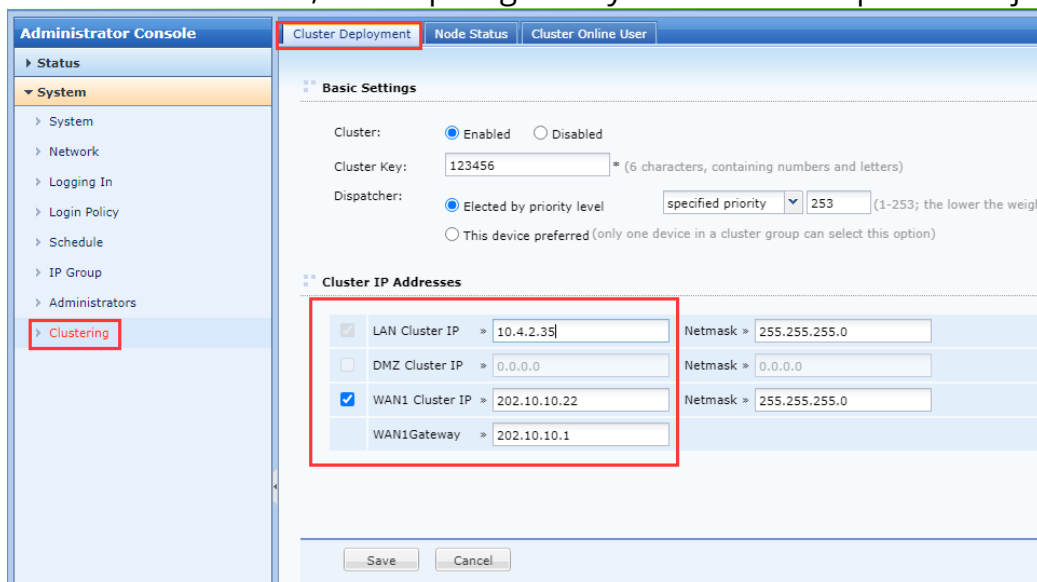 Administrator Console
Cluster Deployment Node Status Cluster Online User
Status
System
System
Network
Logging In
Login Policy
Schedule
IP Group
Administrators
Clustering
Basic Settings
Cluster: Enabled Disabled
Cluster Key: 123456 * (6 characters, containing numbers and letters)
Dispatcher: Elected by priority level specified priority 253 (1-253; the lower the
This device preferred (only one device in a cluster group can select this option)
Cluster IP Addresses
LAN Cluster IP » 10.4.2.35 Netmask » 255.255.255.0
DMZ Cluster IP » 0.0.0.0 Netmask » 0.0.0.0
WAN1 Cluster IP » 202.10.10.22 Netmask » 255.255.255.0
WAN1Gateway » 202.10.10.1
Save Cancel